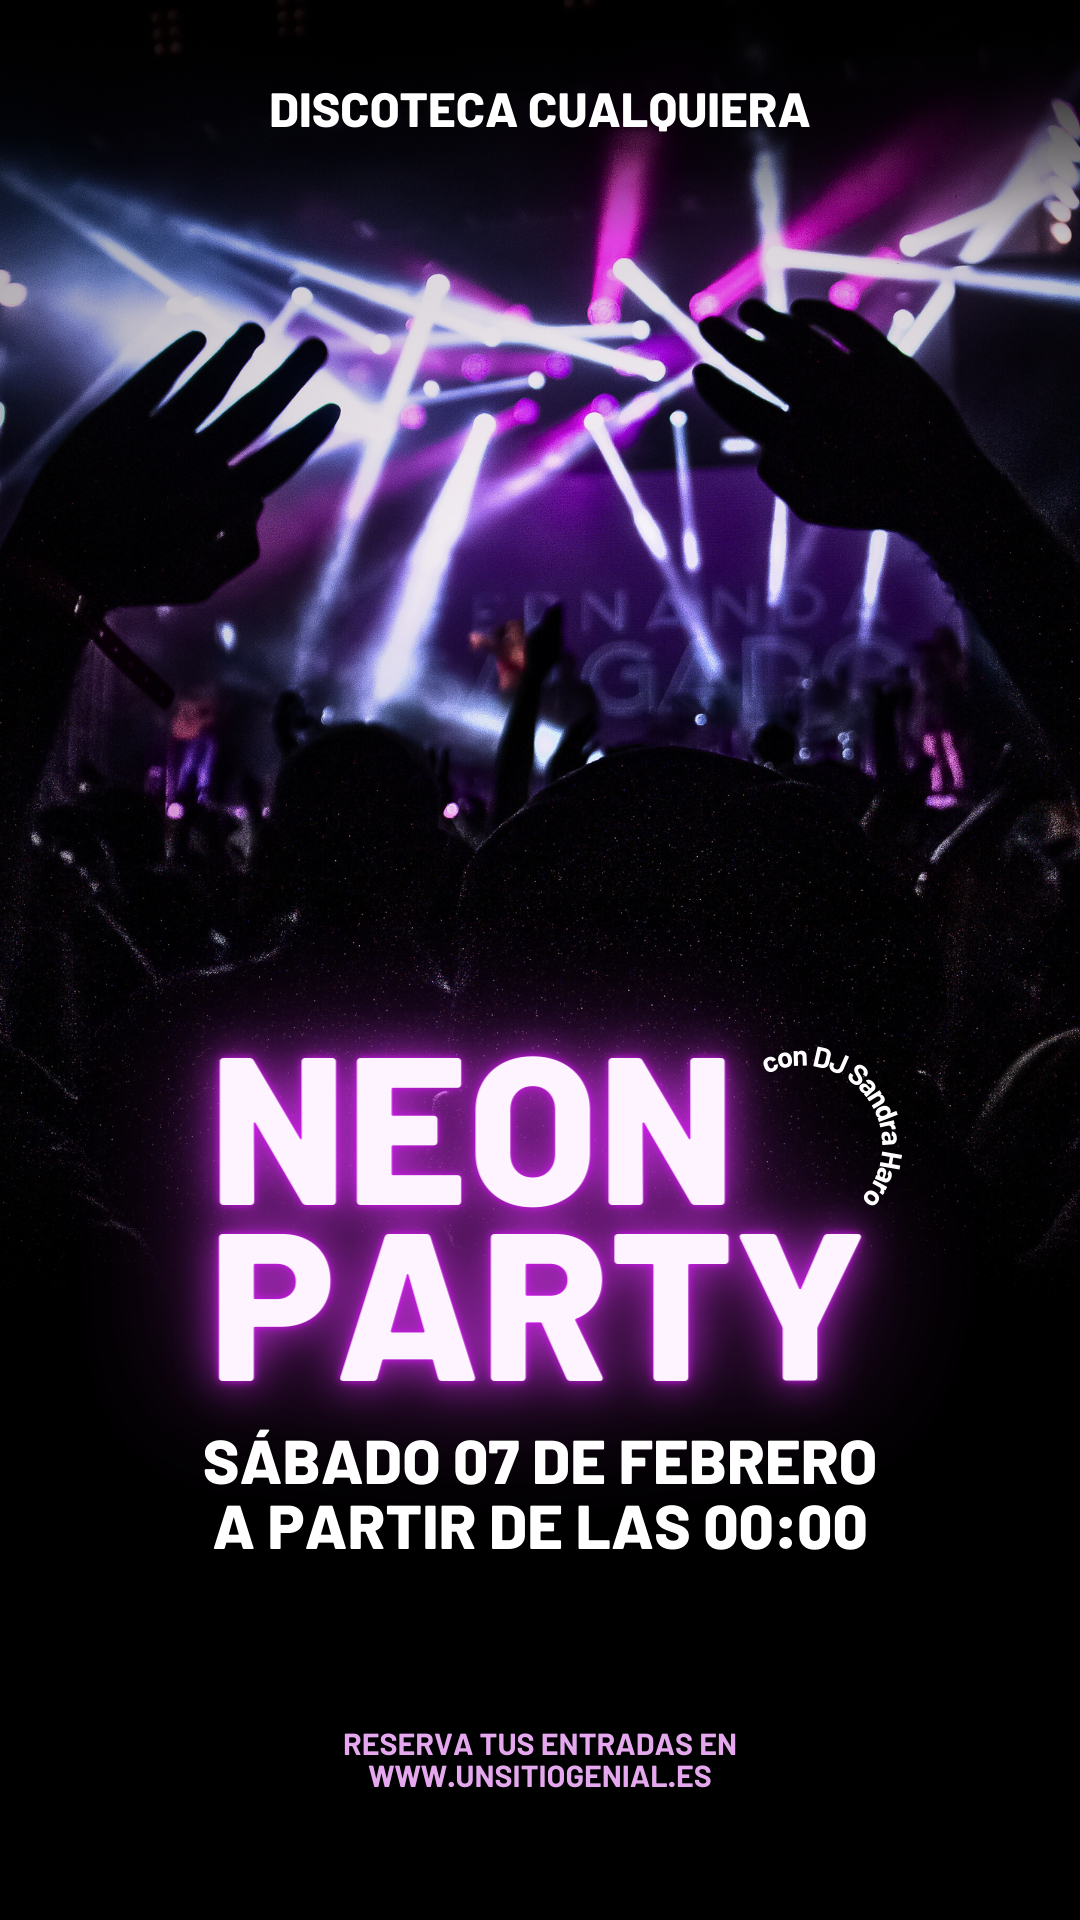 DISCOTECA CUALQUIERA
NEON
con DJ Sandra Haro
PARTY
SÁBADO 07 DE FEBRERO
A PARTIR DE LAS 00:00
RESERVA TUS ENTRADAS EN
WWW.UNSITIOGENIAL.ES